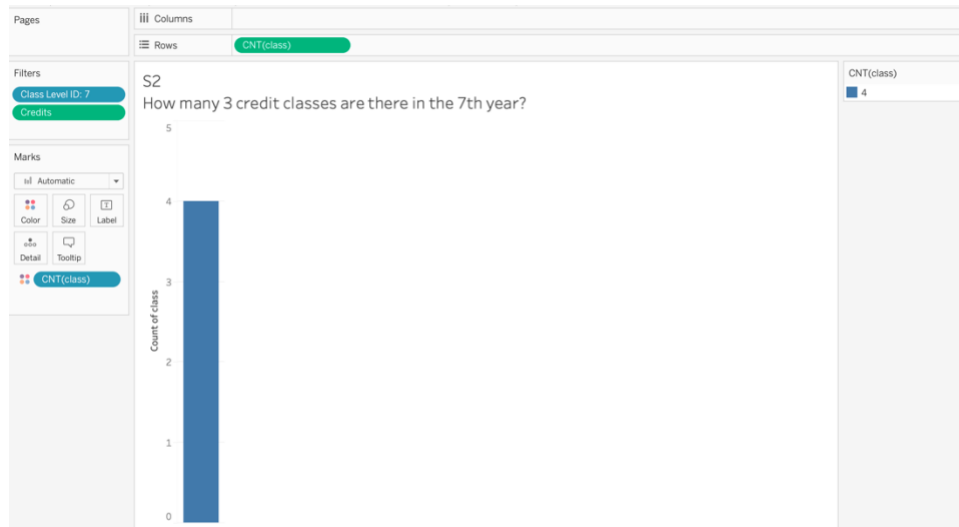 Pages
Columns
Rows
CNT(class)
Filters
Class Level ID: 7
Credits
Marks
Automatic
Color
Size
Label
Detail
Tooltip
CNT(class)
S2
How many 3 credit classes are there in the 7th year?
5
4
3
2
1
0
Count of class
CNT(class)
4